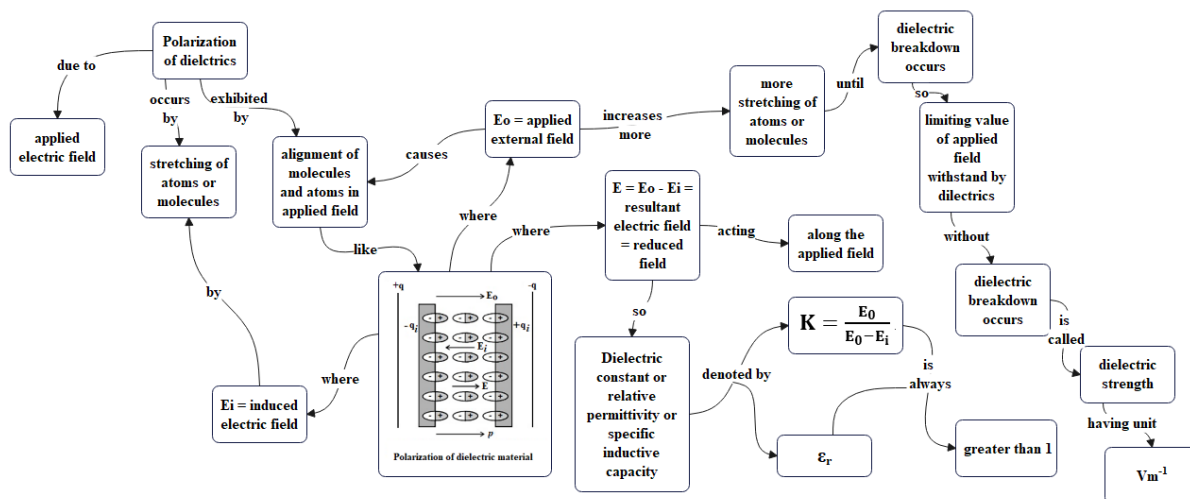 Polarization
of dielctrics
due to
occurs
by
exhibited
by
applied
electric field
stretching of
atoms or
molecules
alignment of
molecules
and atoms in
applied field
causes
Eo = applied
external field
increases
more
more
stretching of
atoms or
molecules
until
dielectric
breakdown
occurs
so
limiting value
of applied
field
withstand by
dilectrics
without
dielectric
breakdown
occurs
is
called
dielectric
strength
having unit
Vm-1
like
where
where
E = Eo - Ei =
resultant
electric field
= reduced
field
acting
along the
applied field
so
Dielectric
constant or
relative
permittivity or
specific
inductive
capacity
denoted by
K = E0 / E0 − Ei
εr
is
always
greater than 1
by
where
Ei = induced
electric field
+q
-q
Eo
-qi
+qi
- + - + - +
- + - + - +
Ei
- + - + - +
- + - + - +
E
- + - + - +
- + - + - +
p
Polarization of dielectric material